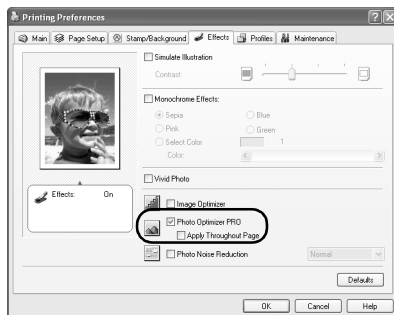 Printing Preferences
Main Page Setup Stamp/Background Effects Profiles Maintenance
Simulate Illustration
Contrast:
Monochrome Effects:
Sepia Blue
Pink Green
Select Color 1
Color:
Vivid Photo
Effects: On
Image Optimizer
Photo Optimizer PRO
Apply Throughout Page
Photo Noise Reduction Normal
Defaults
OK Cancel Help